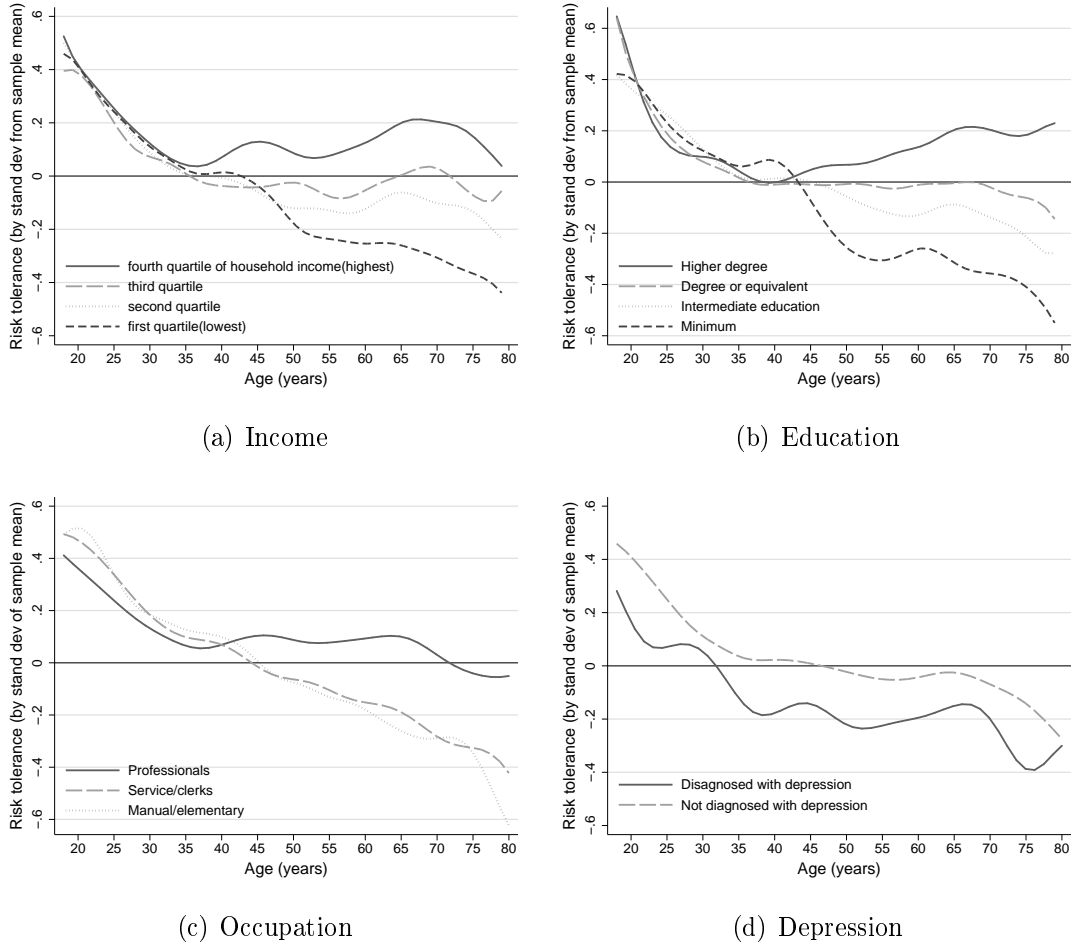 Risk tolerance (by stand dev from sample mean)
.6
.4
.2
0
-.2
-.4
-.6
fourth quartile of household income(highest)
third quartile
second quartile
first quartile(lowest)
20 25 30 35 40 45 50 55 60 65 70 75 80
Age (years)
(a) Income
Risk tolerance (by stand dev from sample mean)
.6
.4
.2
0
-.2
-.4
-.6
Higher degree
Degree or equivalent
Intermediate education
Minimum
20 25 30 35 40 45 50 55 60 65 70 75 80
Age (years)
(b) Education
Risk tolerance (by stand dev of sample mean)
.6
.4
.2
0
-.2
-.4
-.6
Professionals
Service/clerks
Manual/elementary
20 25 30 35 40 45 50 55 60 65 70 75 80
Age (years)
(c) Occupation
Risk tolerance (by stand dev of sample mean)
.6
.4
.2
0
-.2
-.4
-.6
Disagnosed with depression
Not diagnosed with depression
20 25 30 35 40 45 50 55 60 65 70 75 80
Age (years)
(d) Depression